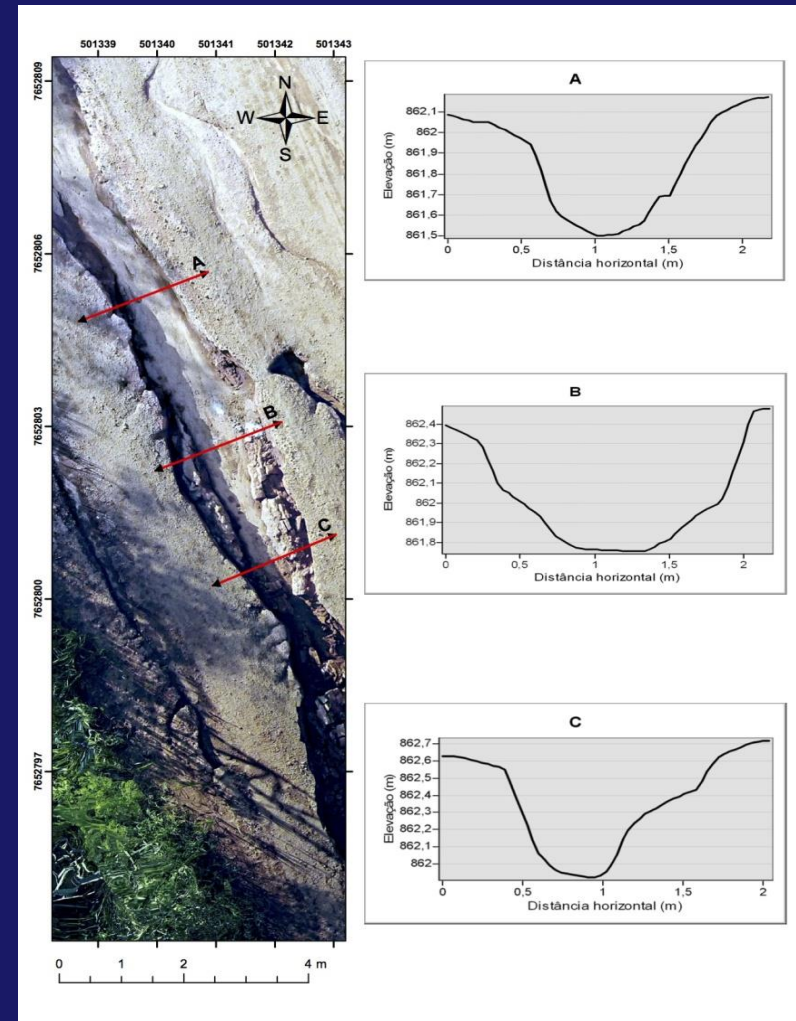 501339 501340 501341 501342 501343
7652809
7652806
7652803
7652800
7652797
N
W E
S
A
B
C
0 1 2 4 m
A
Elevação (m)
862,1
862
861,9
861,8
861,7
861,6
861,5
0 0,5 1 1,5 2
Distância horizontal (m)
B
Elevação (m)
862,4
862,3
862,2
862,1
862
861,9
861,8
0 0,5 1 1,5 2
Distância horizontal (m)
C
Elevação (m)
862,7
862,6
862,5
862,4
862,3
862,2
862,1
862
0 0,5 1 1,5 2
Distância horizontal (m)